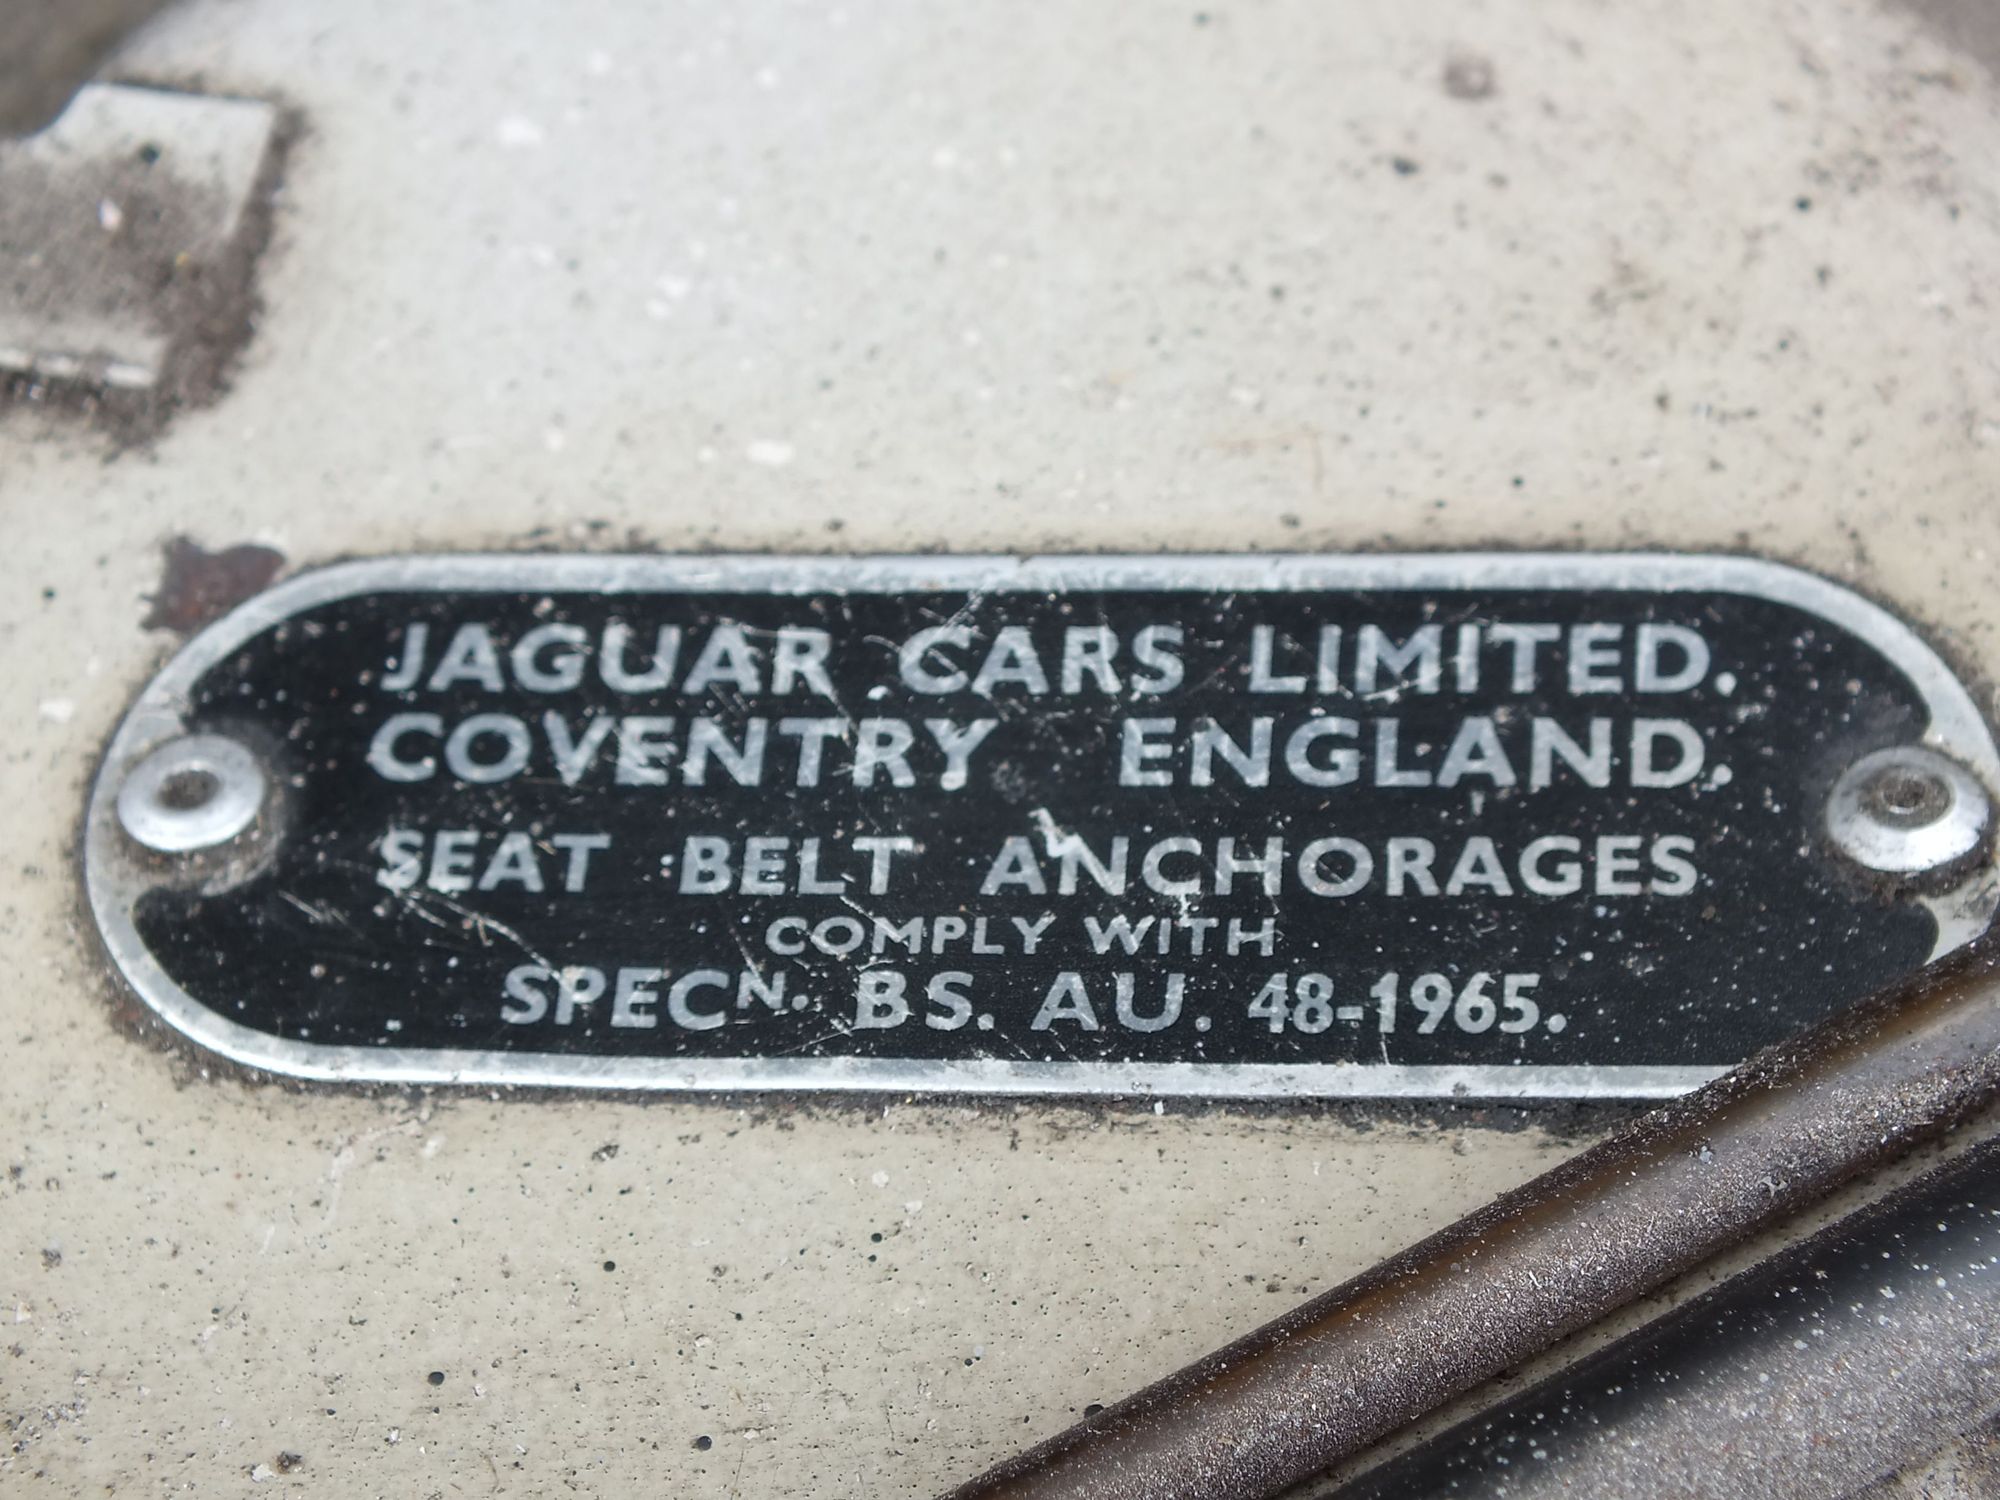 JAGUAR CARS LIMITED.
COVENTRY ENGLAND.
SEAT BELT ANCHORAGES
COMPLY WITH
SPECN. BS. AU. 48-1965.